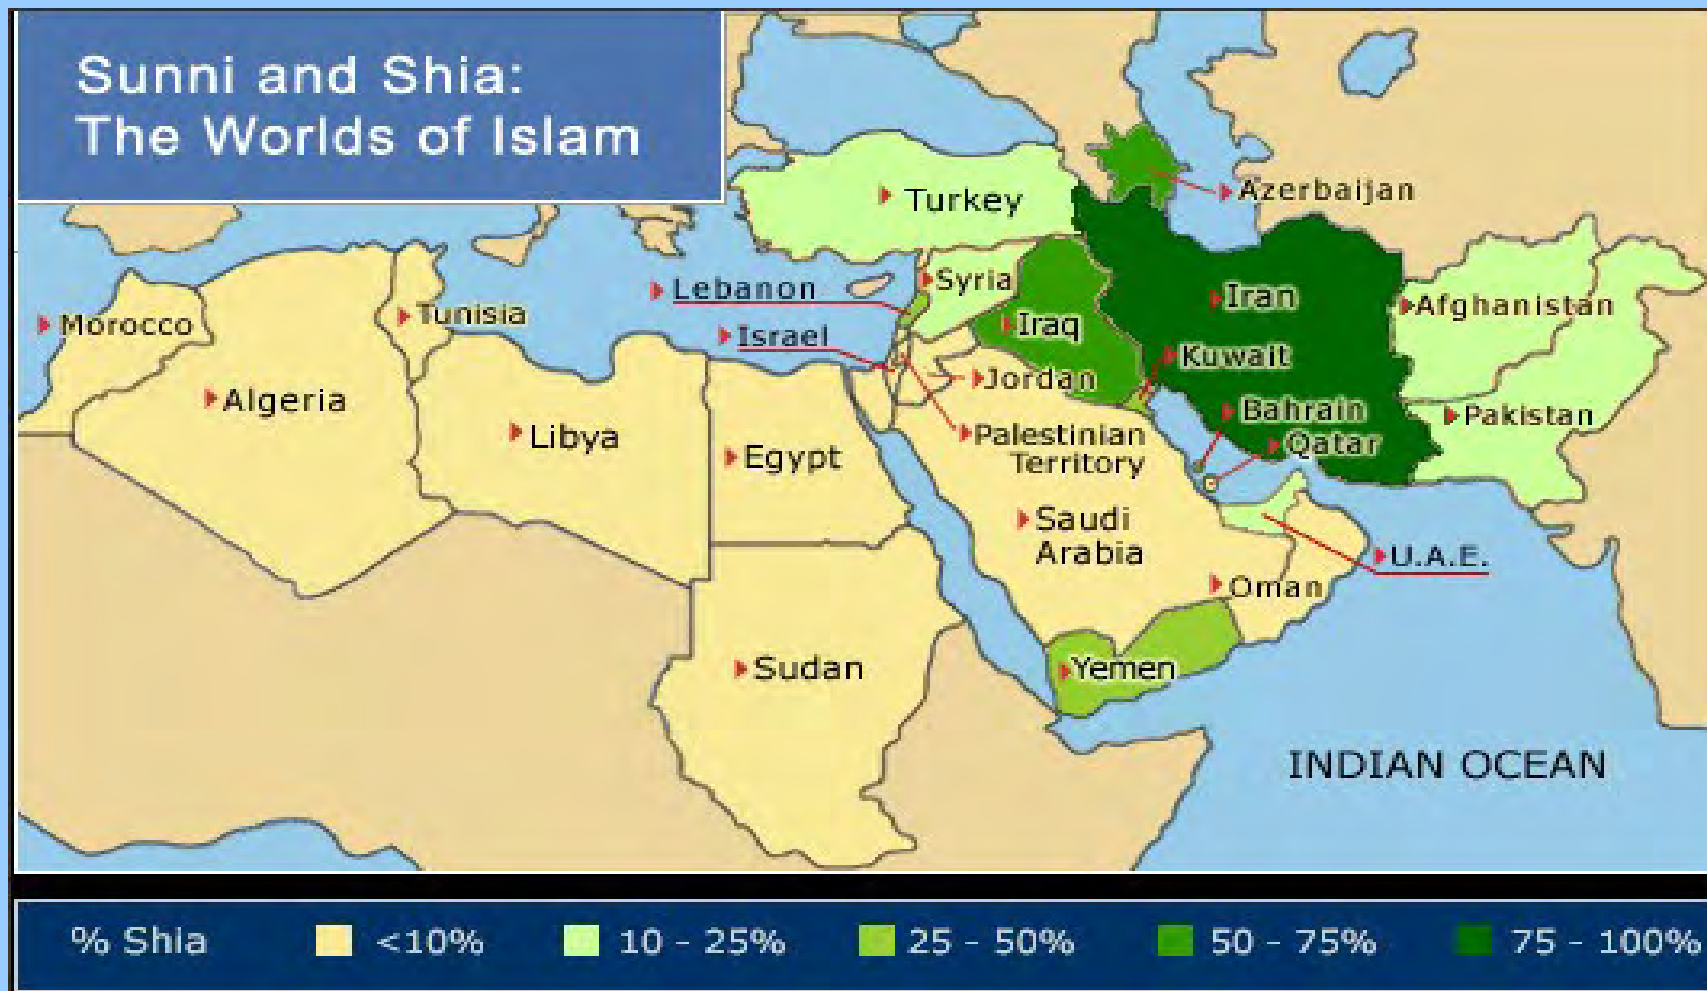 Sunni and Shia:
The Worlds of Islam
Azerbaijan
Turkey
Syria
Lebanon
Iran
Afghanistan
Morocco
Tunisia
Iraq
Israel
Kuwait
Jordan
Algeria
Bahrain
Pakistan
Libya
Palestinian
Territory
Qatar
Egypt
Saudi
Arabia
U.A.E.
Oman
Sudan
Yemen
INDIAN OCEAN
% Shia
<10%
10 - 25%
25 - 50%
50 - 75%
75 - 100%